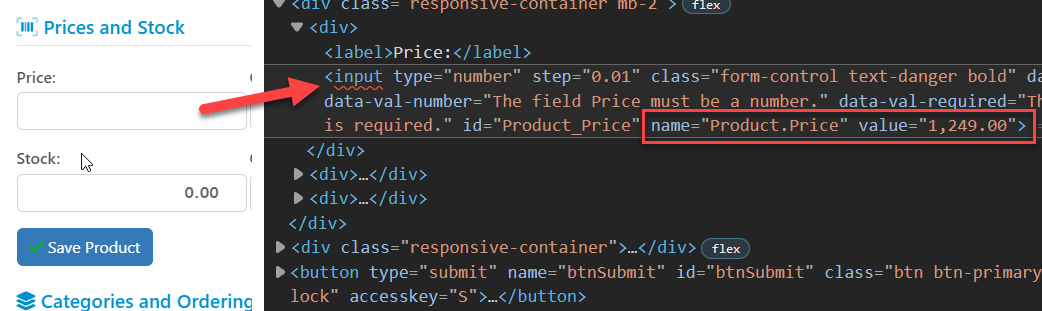 Prices and Stock
Price:
Stock:
0.00
Save Product
Categories and Ordering
<div class="responsive-container mb-2"> flex
<div>
<label>Price:</label>
<input type="number" step="0.01" class="form-control text-danger bold"
data-val-number="The field Price must be a number." data-val-required="Th
is required." id="Product_Price" name="Product.Price" value="1,249.00">
</div>
<div>…</div>
<div>…</div>
</div>
<div class="responsive-container">…</div> flex
<button type="submit" name="btnSubmit" id="btnSubmit" class="btn btn-primary
lock" accesskey="S">…</button>